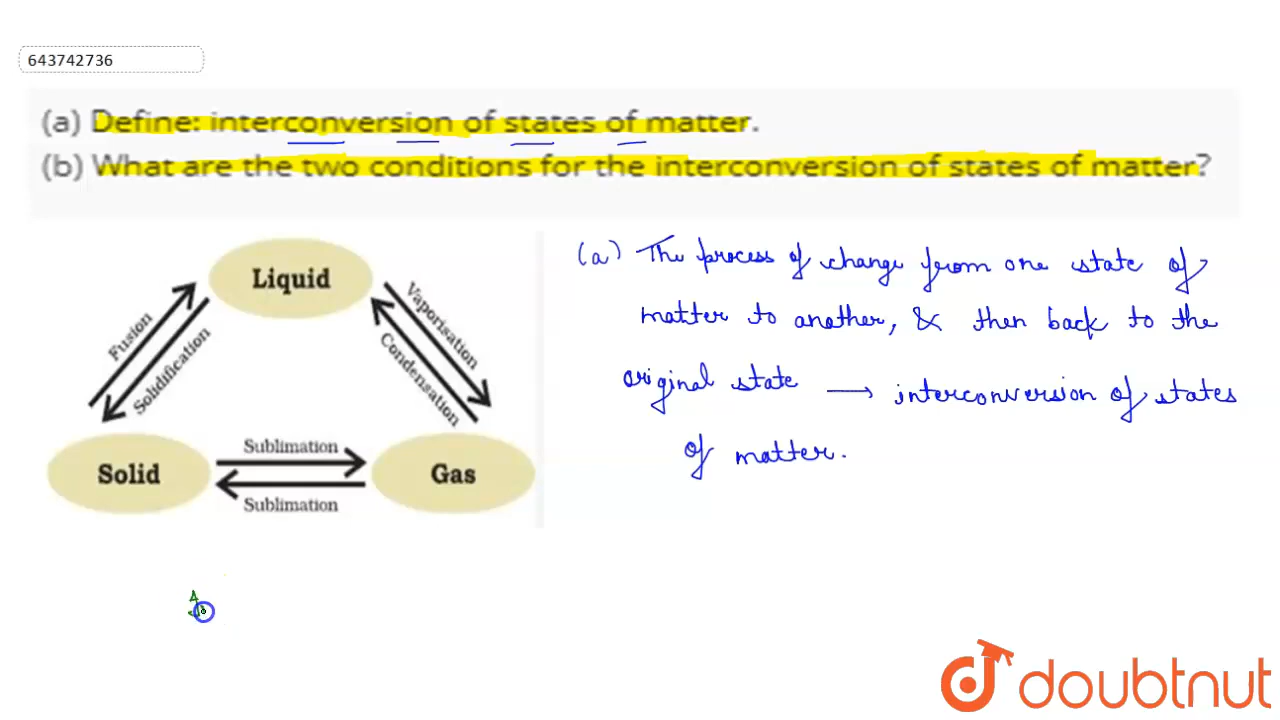 643742736
(a) Define: interconversion of states of matter.
(b) What are the two conditions for the interconversion of states of matter?
Liquid
Fusion
Solidification
Vaporisation
Condensation
Solid
Sublimation
Sublimation
Gas
(a) The process of change from one state of
matter to another, & then back to the
original state → interconversion of states
of matter.
doubtnut